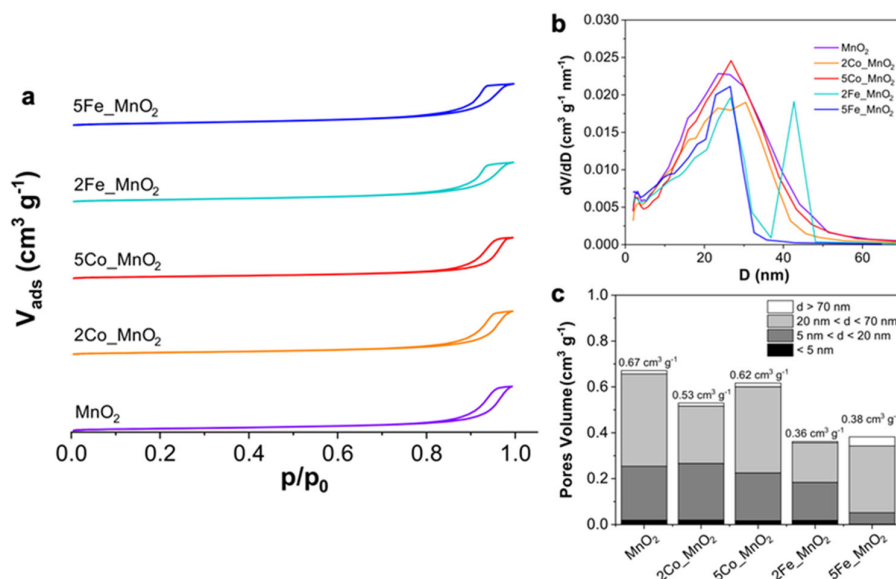 a
5Fe_MnO₂
2Fe_MnO₂
5Co_MnO₂
2Co_MnO₂
MnO₂
V_ads (cm³ g⁻¹)
0.0 0.2 0.4 0.6 0.8 1.0
p/p₀
b
0.030
0.025
0.020
0.015
0.010
0.005
0.000
dV/dD (cm³ g⁻¹ nm⁻¹)
MnO₂
2Co_MnO₂
5Co_MnO₂
2Fe_MnO₂
5Fe_MnO₂
0 20 40 60
D (nm)
c
1.0
0.8
0.6
0.4
0.2
0.0
Pores Volume (cm³ g⁻¹)
d > 70 nm
20 nm < d < 70 nm
5 nm < d < 20 nm
< 5 nm
0.67 cm³ g⁻¹
0.53 cm³ g⁻¹
0.62 cm³ g⁻¹
0.36 cm³ g⁻¹
0.38 cm³ g⁻¹
MnO₂
2Co_MnO₂
5Co_MnO₂
2Fe_MnO₂
5Fe_MnO₂